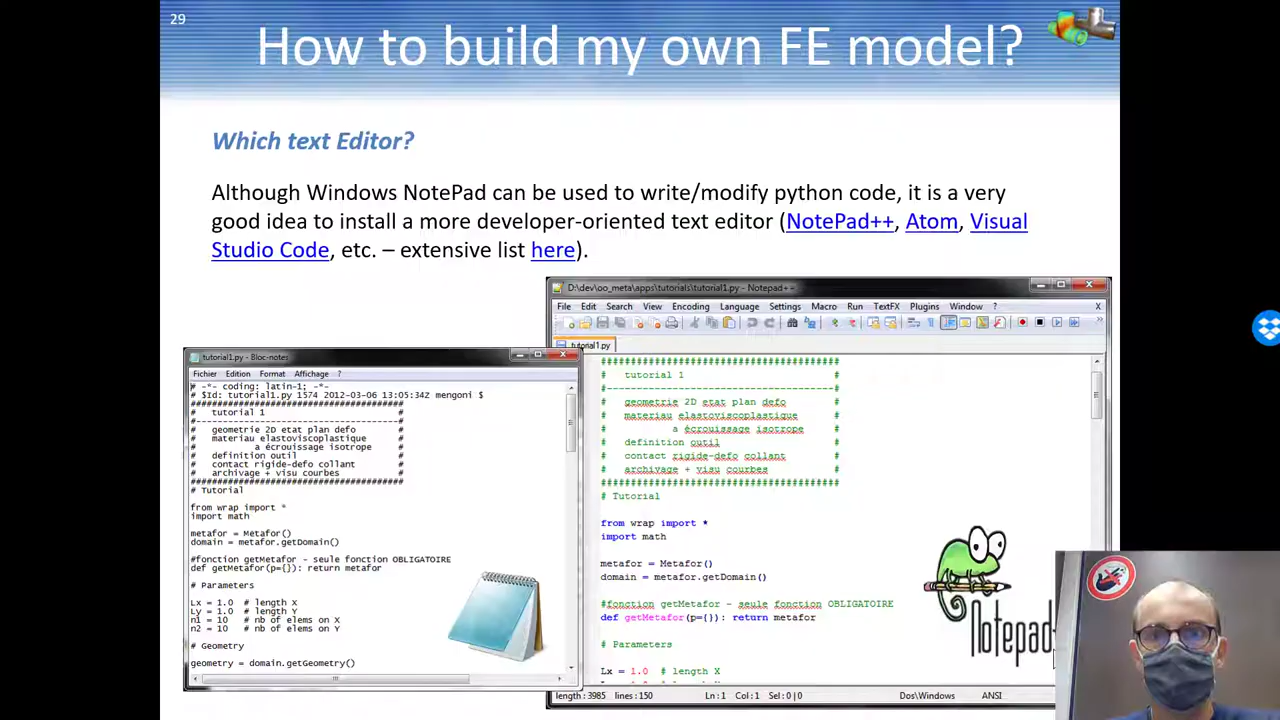 29
How to build my own FE model?
Which text Editor?
Although Windows NotePad can be used to write/modify python code, it is a very
good idea to install a more developer-oriented text editor (NotePad++, Atom, Visual
Studio Code, etc. – extensive list here).
tutorial1.py - Bloc-notes
Fichier Edition Format Affichage ?
# -*- coding: latin-1; -*-
# $Id: tutorial1.py 1574 2012-03-06 13:05:34Z mengoni $
########################################
# tutorial 1 #
#--------------------------------------#
# geometrie 2D etat plan defo #
# materiau elastoviscoplastique #
# a écrouissage isotrope #
# definition outil #
# contact rigide-defo collant #
# archivage + visu courbes #
########################################
# Tutorial
from wrap import *
import math
metafor = Metafor()
domain = metafor.getDomain()
#fonction getMetafor - seule fonction OBLIGATOIRE
def getMetafor(p={}): return metafor
# Parameters
Lx = 1.0 # length X
Ly = 1.0 # length Y
n1 = 10 # nb of elems on X
n2 = 10 # nb of elems on Y
# Geometry
geometry = domain.getGeometry()
D:\dev\oo_meta\apps\tutorials\tutorial1.py - Notepad++
File Edit Search View Encoding Language Settings Macro Run TextFX Plugins Window ? X
tutorial1.py
########################################
# tutorial 1 #
#--------------------------------------#
# geometrie 2D etat plan defo #
# materiau elastoviscoplastique #
# a écrouissage isotrope #
# definition outil #
# contact rigide-defo collant #
# archivage + visu courbes #
########################################
# Tutorial
from wrap import *
import math
metafor = Metafor()
domain = metafor.getDomain()
#fonction getMetafor - seule fonction OBLIGATOIRE
def getMetafor(p={}): return metafor
# Parameters
Lx = 1.0 # length X
Notepad
length : 3985 lines : 150 Ln : 1 Col : 1 Sel : 0 | 0 Dos\Windows ANSI